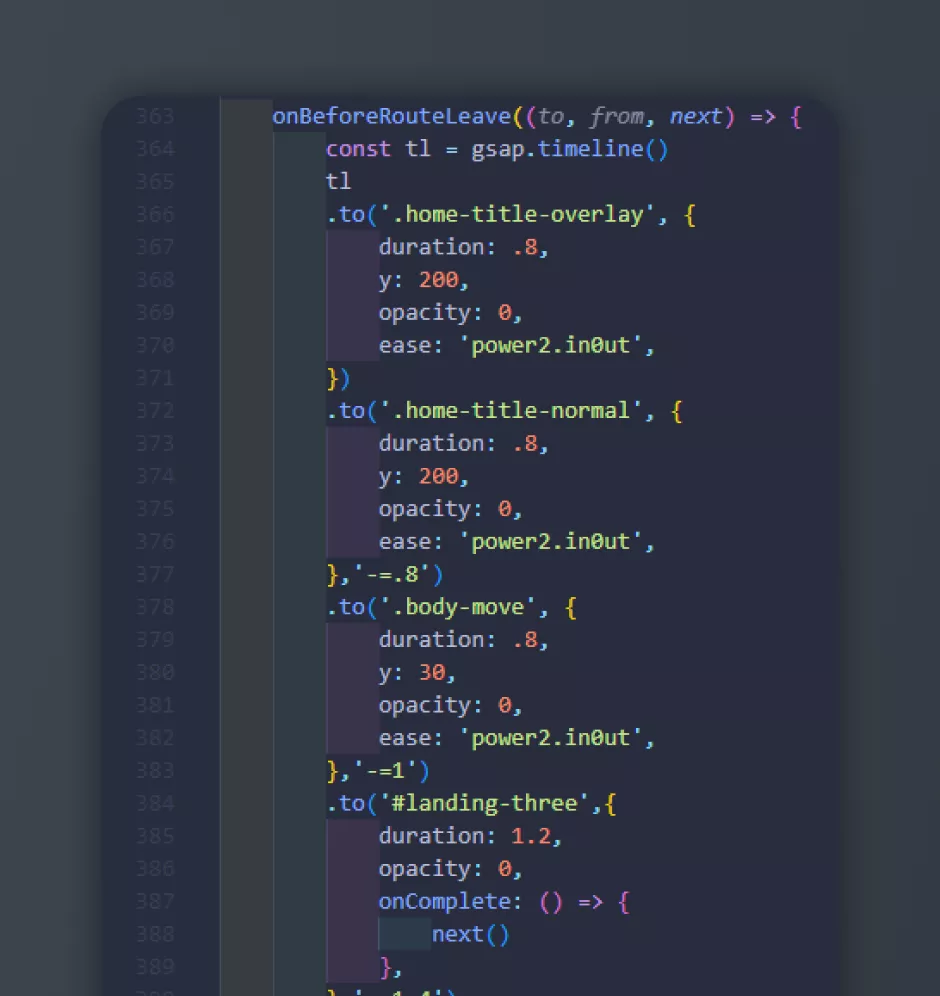 363 onBeforeRouteLeave((to, from, next) => {
364 const tl = gsap.timeline()
365 tl
366 .to('.home-title-overlay', {
367 duration: .8,
368 y: 200,
369 opacity: 0,
370 ease: 'power2.in0ut',
371 })
372 .to('.home-title-normal', {
373 duration: .8,
374 y: 200,
375 opacity: 0,
376 ease: 'power2.in0ut',
377 },'-=.8')
378 .to('.body-move', {
379 duration: .8,
380 y: 30,
381 opacity: 0,
382 ease: 'power2.in0ut',
383 },'-=1')
384 .to('#landing-three',{
385 duration: 1.2,
386 opacity: 0,
387 onComplete: () => {
388 next()
389 },